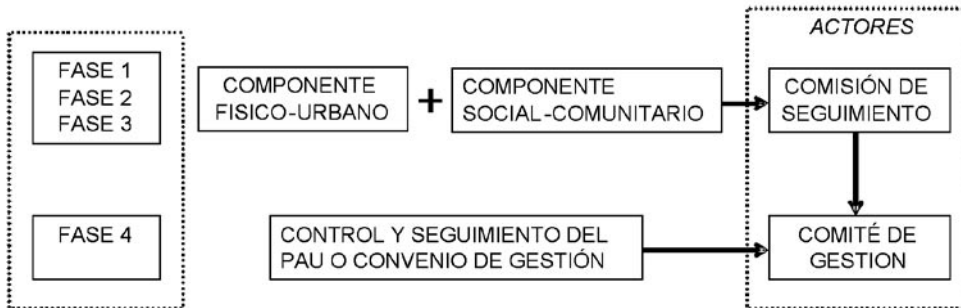 ACTORES
FASE 1
FASE 2
FASE 3
COMPONENTE
FISICO-URBANO
+
COMPONENTE
SOCIAL-COMUNITARIO
COMISIÓN DE
SEGUIMIENTO
FASE 4
CONTROL Y SEGUIMIENTO DEL
PAU O CONVENIO DE GESTIÓN
COMITÉ DE
GESTION